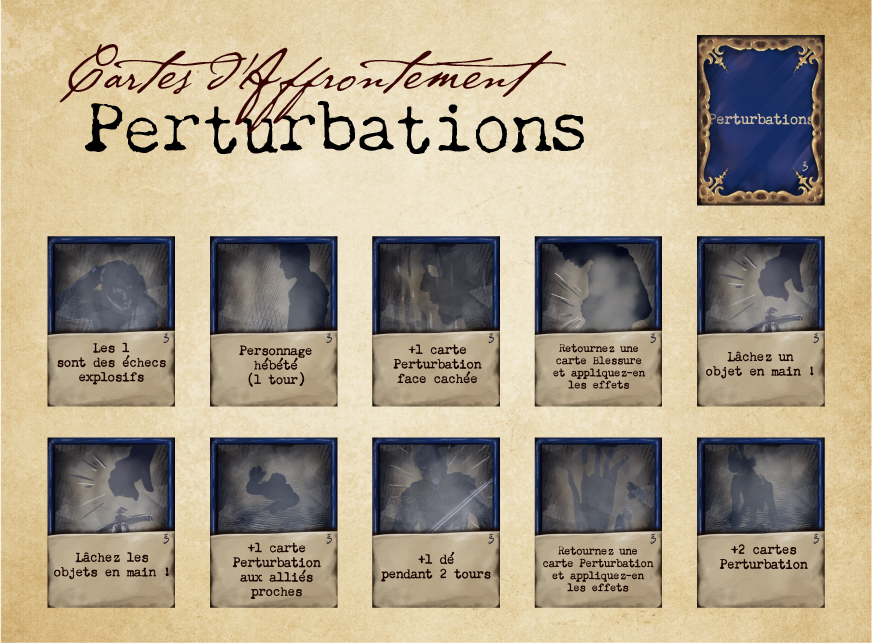 Cartes d'Affrontement
Perturbations
Perturbations
3
3
Les 1
sont des échecs
explosifs
3
Personnage
hébété
(1 tour)
3
+1 carte
Perturbation
face cachée
3
Retournez une
carte Blessure
et appliquez-en
les effets
3
Lâchez un
objet en main !
3
Lâchez les
objets en main !
3
+1 carte
Perturbation
aux alliés
proches
3
+1 dé
pendant 2 tours
3
Retournez une
carte Perturbation
et appliquez-en
les effets
3
+2 cartes
Perturbation